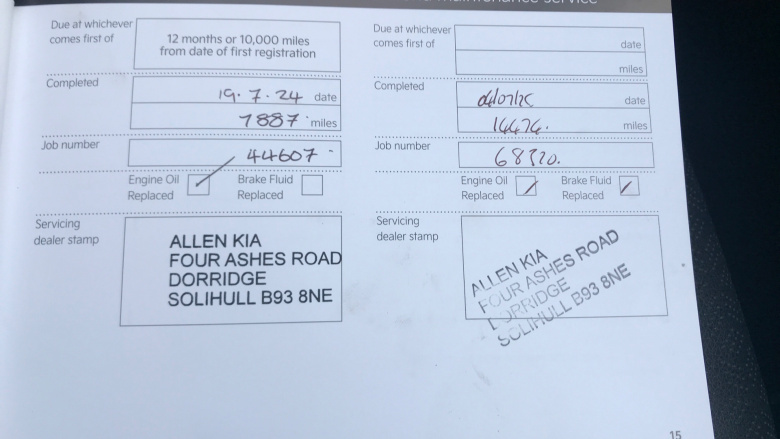 Due at whichever
comes first of
12 months or 10,000 miles
from date of first registration
Completed
19.7.24 date
7887 miles
Job number
44607
Engine Oil
Replaced
Brake Fluid
Replaced
Servicing
dealer stamp
ALLEN KIA
FOUR ASHES ROAD
DORRIDGE
SOLIHULL B93 8NE
Due at whichever
comes first of
date
miles
Completed
date
miles
Job number
Engine Oil
Replaced
Brake Fluid
Replaced
Servicing
dealer stamp
ALLEN KIA
FOUR ASHES ROAD
DORRIDGE
SOLIHULL B93 8NE
15